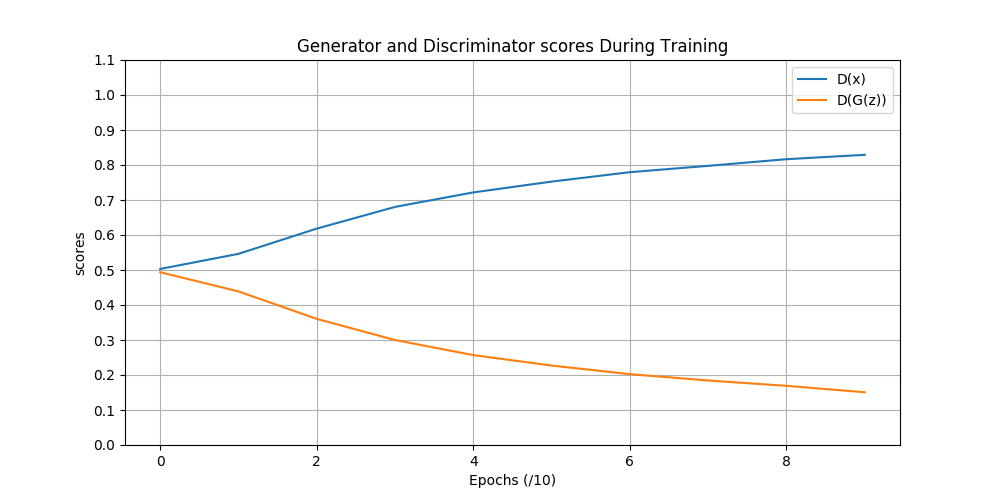 Generator and Discriminator scores During Training
D(x)
D(G(z))
scores
1.1
1.0
0.9
0.8
0.7
0.6
0.5
0.4
0.3
0.2
0.1
0.0
0 2 4 6 8
Epochs (/10)